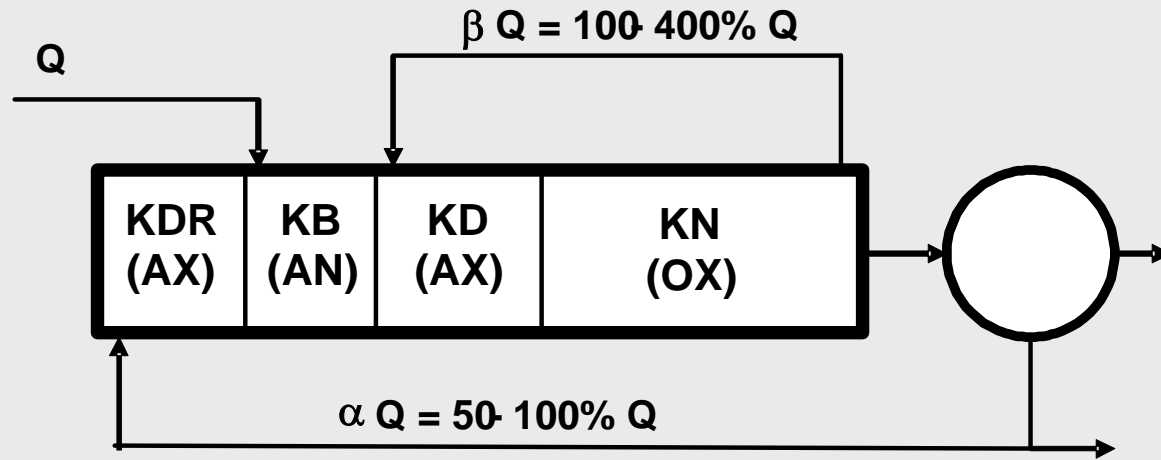 β Q = 100- 400% Q
Q
KDR
(AX)
KB
(AN)
KD
(AX)
KN
(OX)
α Q = 50- 100% Q